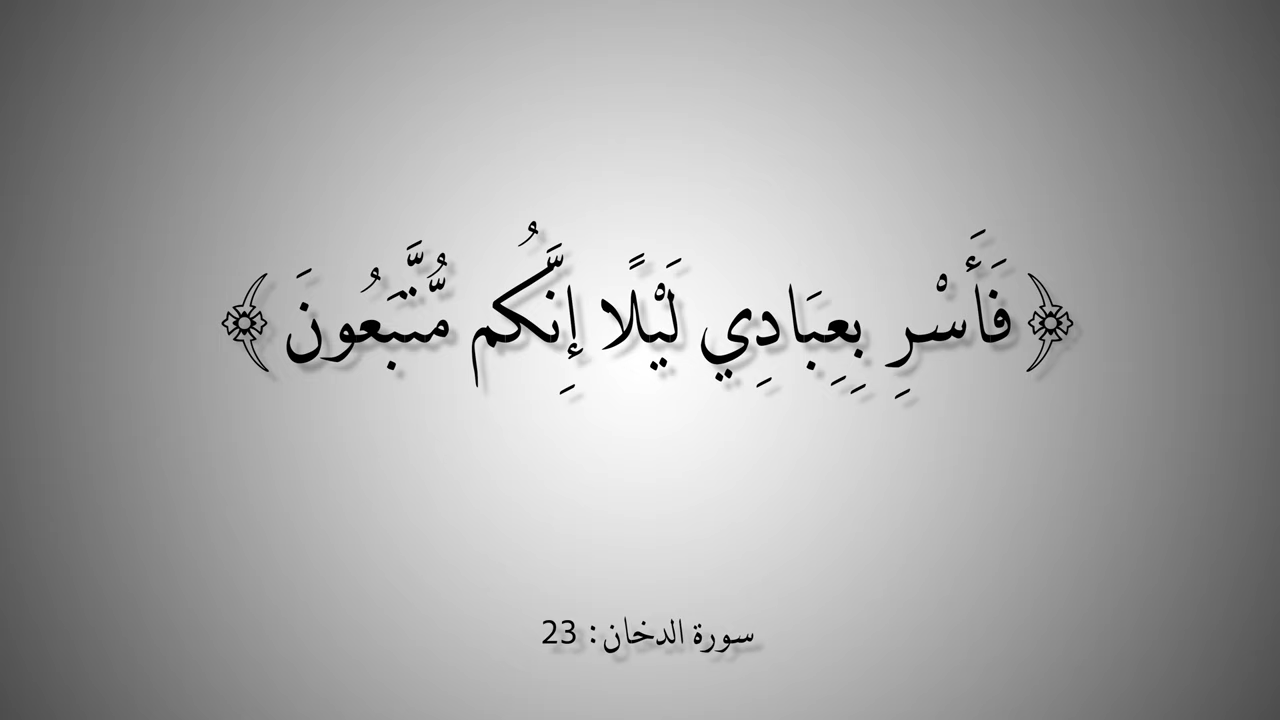 ﴿فَأَسْرِ بِعِبَادِي لَيْلًا إِنَّكُم مُّتَّبَعُونَ﴾
سورة الدخان: 23